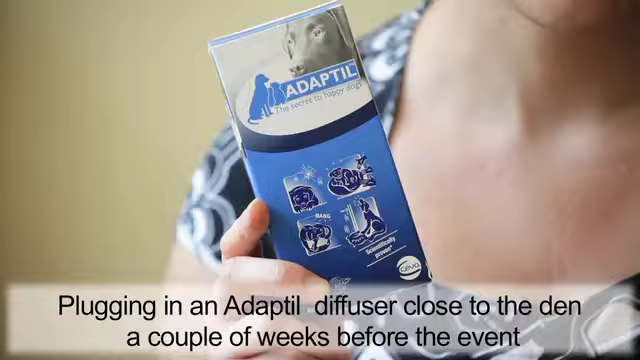 ADAPTIL
The secret to happy dogs
BANG
Scientifically
proven*
Ceva
Plugging in an Adaptil  diffuser close to the den
a couple of weeks before the event